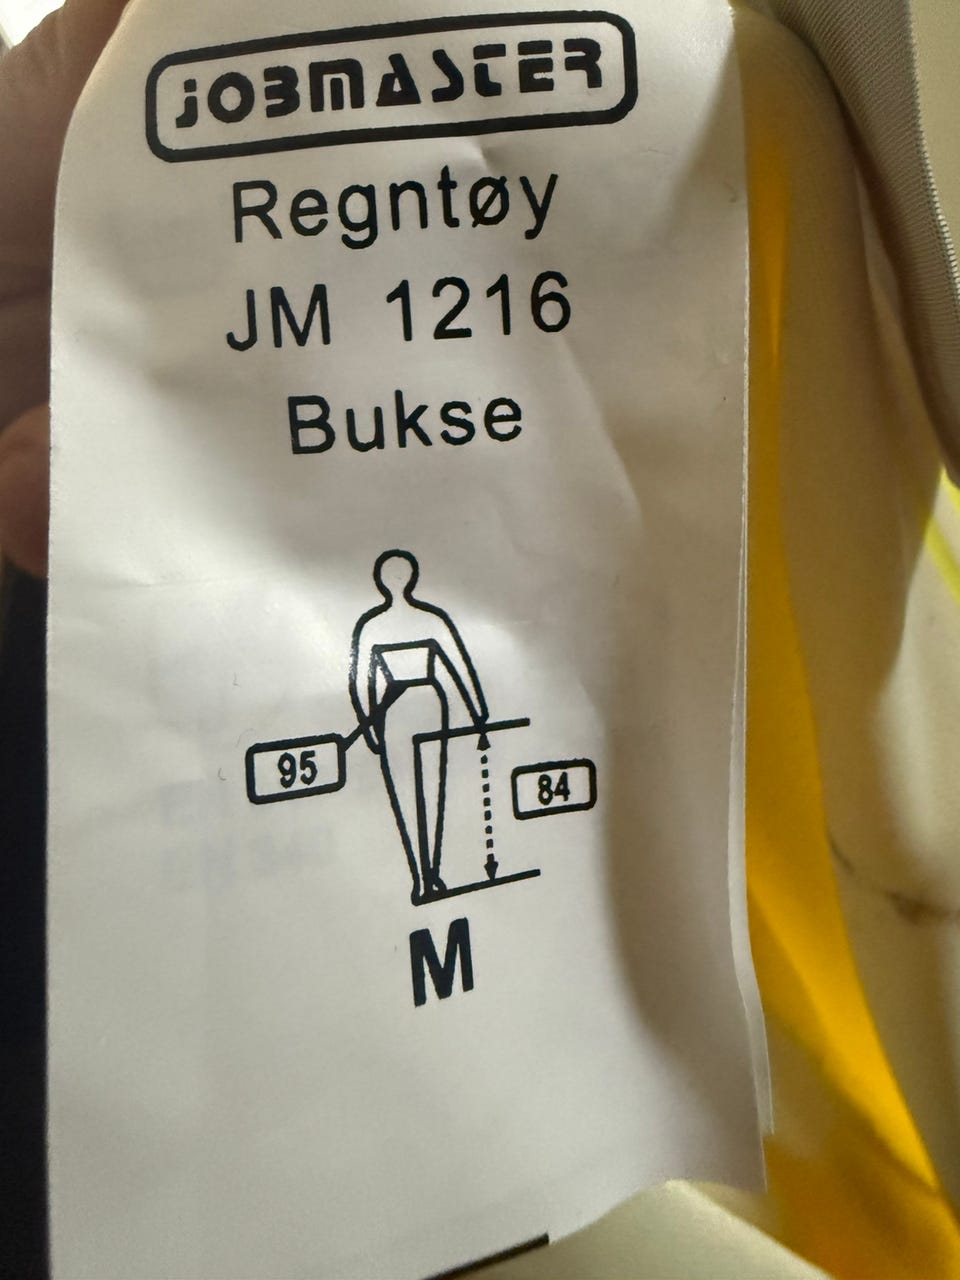 JOBMASTER
Regntøy
JM 1216
Bukse
95
84
M